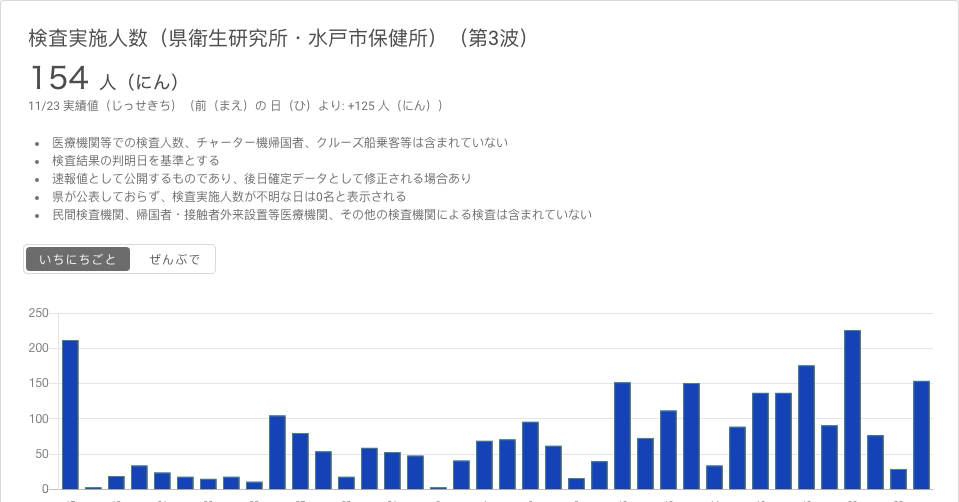 検査実施人数（県衛生研究所・水戸市保健所）（第3波）
154 人（にん）
11/23 実績値（じっせきち）（前（まえ）の 日（ひ）より: +125 人（にん））
医療機関等での検査人数、チャーター機帰国者、クルーズ船乗客等は含まれていない
検査結果の判明日を基準とする
速報値として公開するものであり、後日確定データとして修正される場合あり
県が公表しておらず、検査実施人数が不明な日は0名と表示される
民間検査機関、帰国者・接触者外来設置等医療機関、その他の検査機関による検査は含まれていない
いちにちごと ぜんぶで
250
200
150
100
50
0